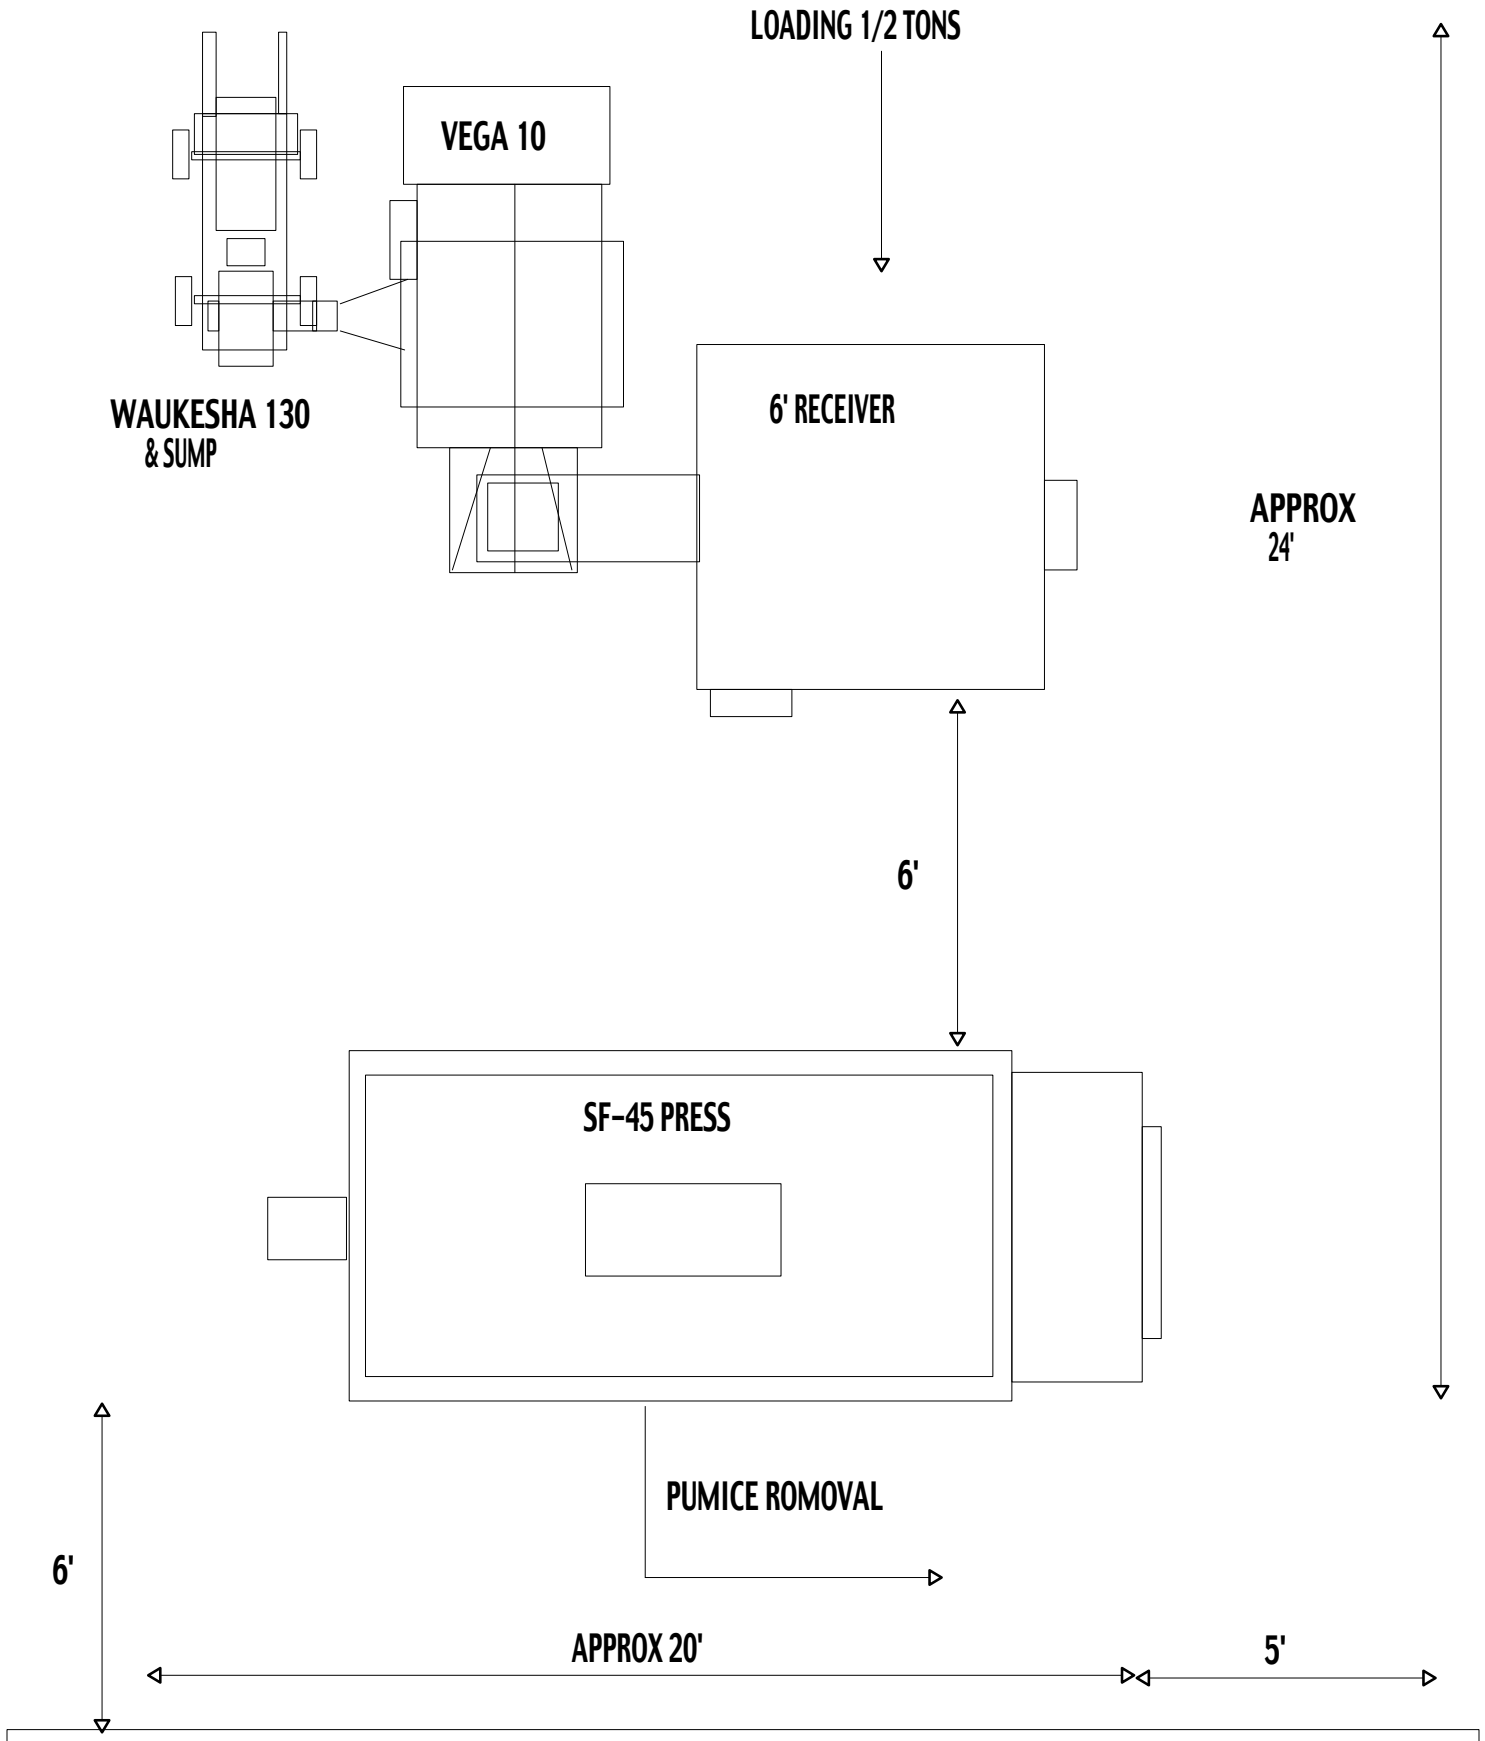 LOADING 1/2 TONS
VEGA 10
WAUKESHA 130
& SUMP
6' RECEIVER
APPROX
24'
6'
SF-45 PRESS
PUMICE ROMOVAL
6'
APPROX 20'
5'